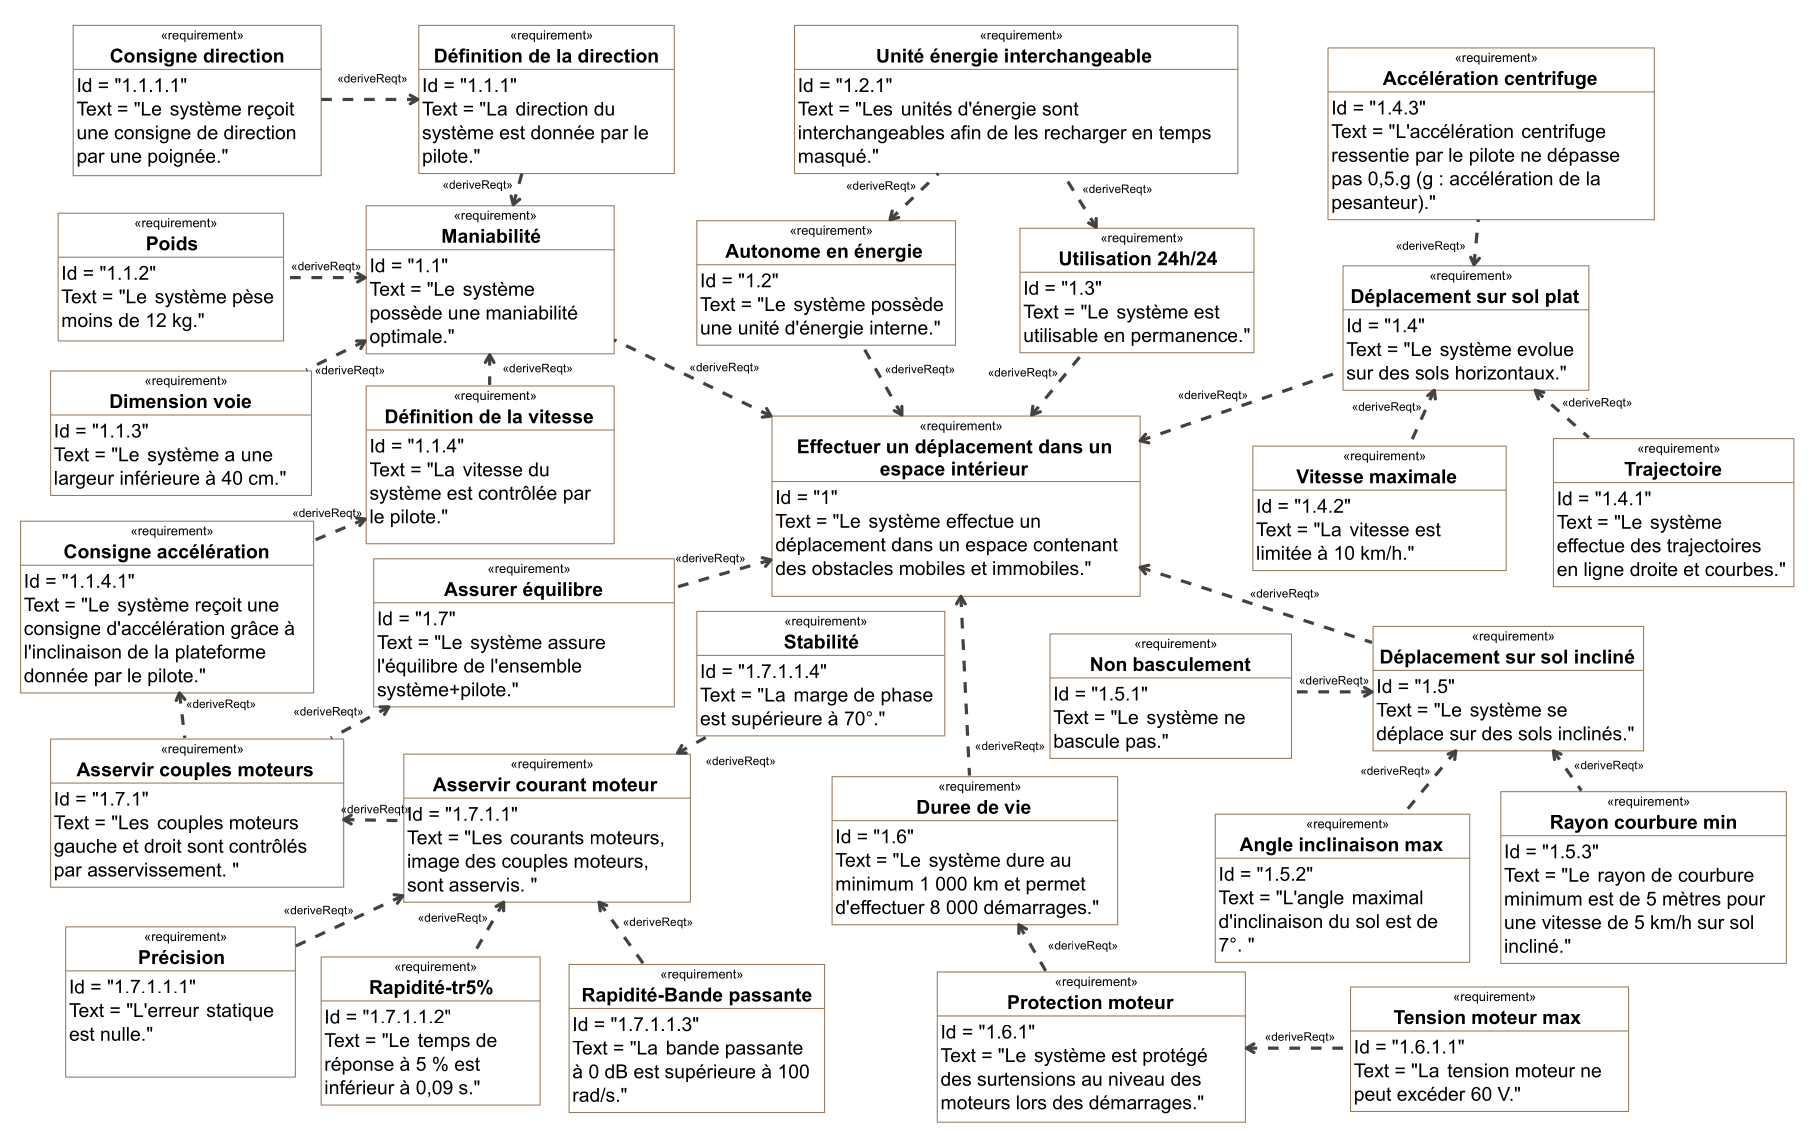 «requirement»
Consigne direction
Id = "1.1.1.1"
Text = "Le système reçoit
une consigne de direction
par une poignée."
«deriveReqt»
«requirement»
Définition de la direction
Id = "1.1.1"
Text = "La direction du
système est donnée par le
pilote."
«deriveReqt»
«requirement»
Unité énergie interchangeable
Id = "1.2.1"
Text = "Les unités d'énergie sont
interchangeables afin de les recharger en temps
masqué."
«deriveReqt»
«deriveReqt»
«requirement»
Accélération centrifuge
Id = "1.4.3"
Text = "L'accélération centrifuge
ressentie par le pilote ne dépasse
pas 0,5.g (g : accélération de la
pesanteur)."
«deriveReqt»
«requirement»
Poids
Id = "1.1.2"
Text = "Le système pèse
moins de 12 kg."
«deriveReqt»
«requirement»
Maniabilité
Id = "1.1"
Text = "Le système
possède une maniabilité
optimale."
«deriveReqt»
«requirement»
Autonome en énergie
Id = "1.2"
Text = "Le système possède
une unité d'énergie interne."
«deriveReqt»
«requirement»
Utilisation 24h/24
Id = "1.3"
Text = "Le système est
utilisable en permanence."
«deriveReqt»
«requirement»
Déplacement sur sol plat
Id = "1.4"
Text = "Le système evolue
sur des sols horizontaux."
«deriveReqt»
«deriveReqt»
«deriveReqt»
«requirement»
Dimension voie
Id = "1.1.3"
Text = "Le système a une
largeur inférieure à 40 cm."
«deriveReqt»
«requirement»
Définition de la vitesse
Id = "1.1.4"
Text = "La vitesse du
système est contrôlée par
le pilote."
«deriveReqt»
«requirement»
Effectuer un déplacement dans un
espace intérieur
Id = "1"
Text = "Le système effectue un
déplacement dans un espace contenant
des obstacles mobiles et immobiles."
«requirement»
Vitesse maximale
Id = "1.4.2"
Text = "La vitesse est
limitée à 10 km/h."
«requirement»
Trajectoire
Id = "1.4.1"
Text = "Le système
effectue des trajectoires
en ligne droite et courbes."
«requirement»
Consigne accélération
Id = "1.1.4.1"
Text = "Le système reçoit une
consigne d'accélération grâce à
l'inclinaison de la plateforme
donnée par le pilote."
«deriveReqt»
«deriveReqt»
«requirement»
Assurer équilibre
Id = "1.7"
Text = "Le système assure
l'équilibre de l'ensemble
système+pilote."
«deriveReqt»
«deriveReqt»
«requirement»
Stabilité
Id = "1.7.1.1.4"
Text = "La marge de phase
est supérieure à 70°."
«deriveReqt»
«requirement»
Non basculement
Id = "1.5.1"
Text = "Le système ne
bascule pas."
«deriveReqt»
«requirement»
Déplacement sur sol incliné
Id = "1.5"
Text = "Le système se
déplace sur des sols inclinés."
«deriveReqt»
«deriveReqt»
«deriveReqt»
«requirement»
Asservir couples moteurs
Id = "1.7.1"
Text = "Les couples moteurs
gauche et droit sont contrôlés
par asservissement. "
«deriveReqt»
«requirement»
Asservir courant moteur
Id = "1.7.1.1"
Text = "Les courants moteurs,
image des couples moteurs,
sont asservis. "
«deriveReqt»
«requirement»
Duree de vie
Id = "1.6"
Text = "Le système dure au
minimum 1 000 km et permet
d'effectuer 8 000 démarrages."
«deriveReqt»
«requirement»
Angle inclinaison max
Id = "1.5.2"
Text = "L'angle maximal
d'inclinaison du sol est de
7°. "
«requirement»
Rayon courbure min
Id = "1.5.3"
Text = "Le rayon de courbure
minimum est de 5 mètres pour
une vitesse de 5 km/h sur sol
incliné."
«deriveReqt»
«deriveReqt»
«deriveReqt»
«requirement»
Précision
Id = "1.7.1.1.1"
Text = "L'erreur statique
est nulle."
«requirement»
Rapidité-tr5%
Id = "1.7.1.1.2"
Text = "Le temps de
réponse à 5 % est
inférieur à 0,09 s."
«requirement»
Rapidité-Bande passante
Id = "1.7.1.1.3"
Text = "La bande passante
à 0 dB est supérieure à 100
rad/s."
«deriveReqt»
«requirement»
Protection moteur
Id = "1.6.1"
Text = "Le système est protégé
des surtensions au niveau des
moteurs lors des démarrages."
«deriveReqt»
«requirement»
Tension moteur max
Id = "1.6.1.1"
Text = "La tension moteur ne
peut excéder 60 V."